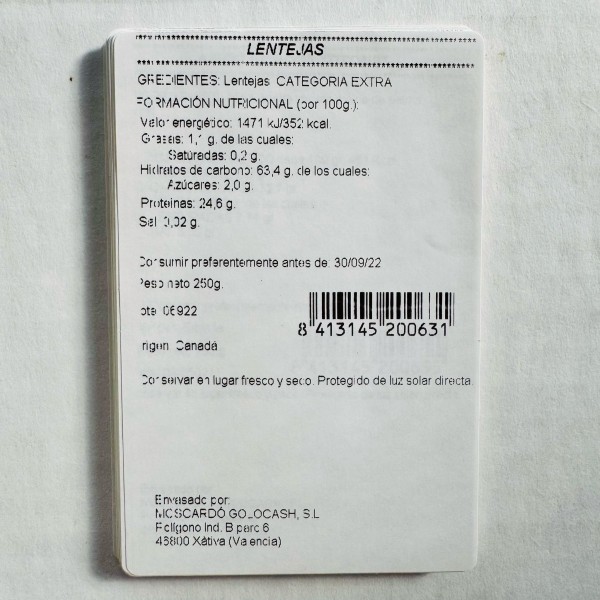 LENTEJAS
GREDIENTES: Lentejas CATEGORIA EXTRA
FORMACIÓN NUTRICIONAL (por 100g.):
Valor energético: 1471 kJ/352 kcal.
Grasas: 1,1 g. de las cuales:
Saturadas: 0,2 g.
Hidratos de carbono: 63,4 g. de los cuales:
Azúcares: 2,0 g.
Proteinas: 24,6 g.
Sal 0,02 g.
Consumir preferentemente antes de: 30/09/22
Peso neto 250g.
ote 06922
8 413145 200631
rigen Canadá
Conservar en lugar fresco y seco. Protegido de luz solar directa.
Envasado por:
MOSCARDÓ GOLOCASH, S.L
Polígono Ind. B parc 6
46800 Xátiva (Valencia)